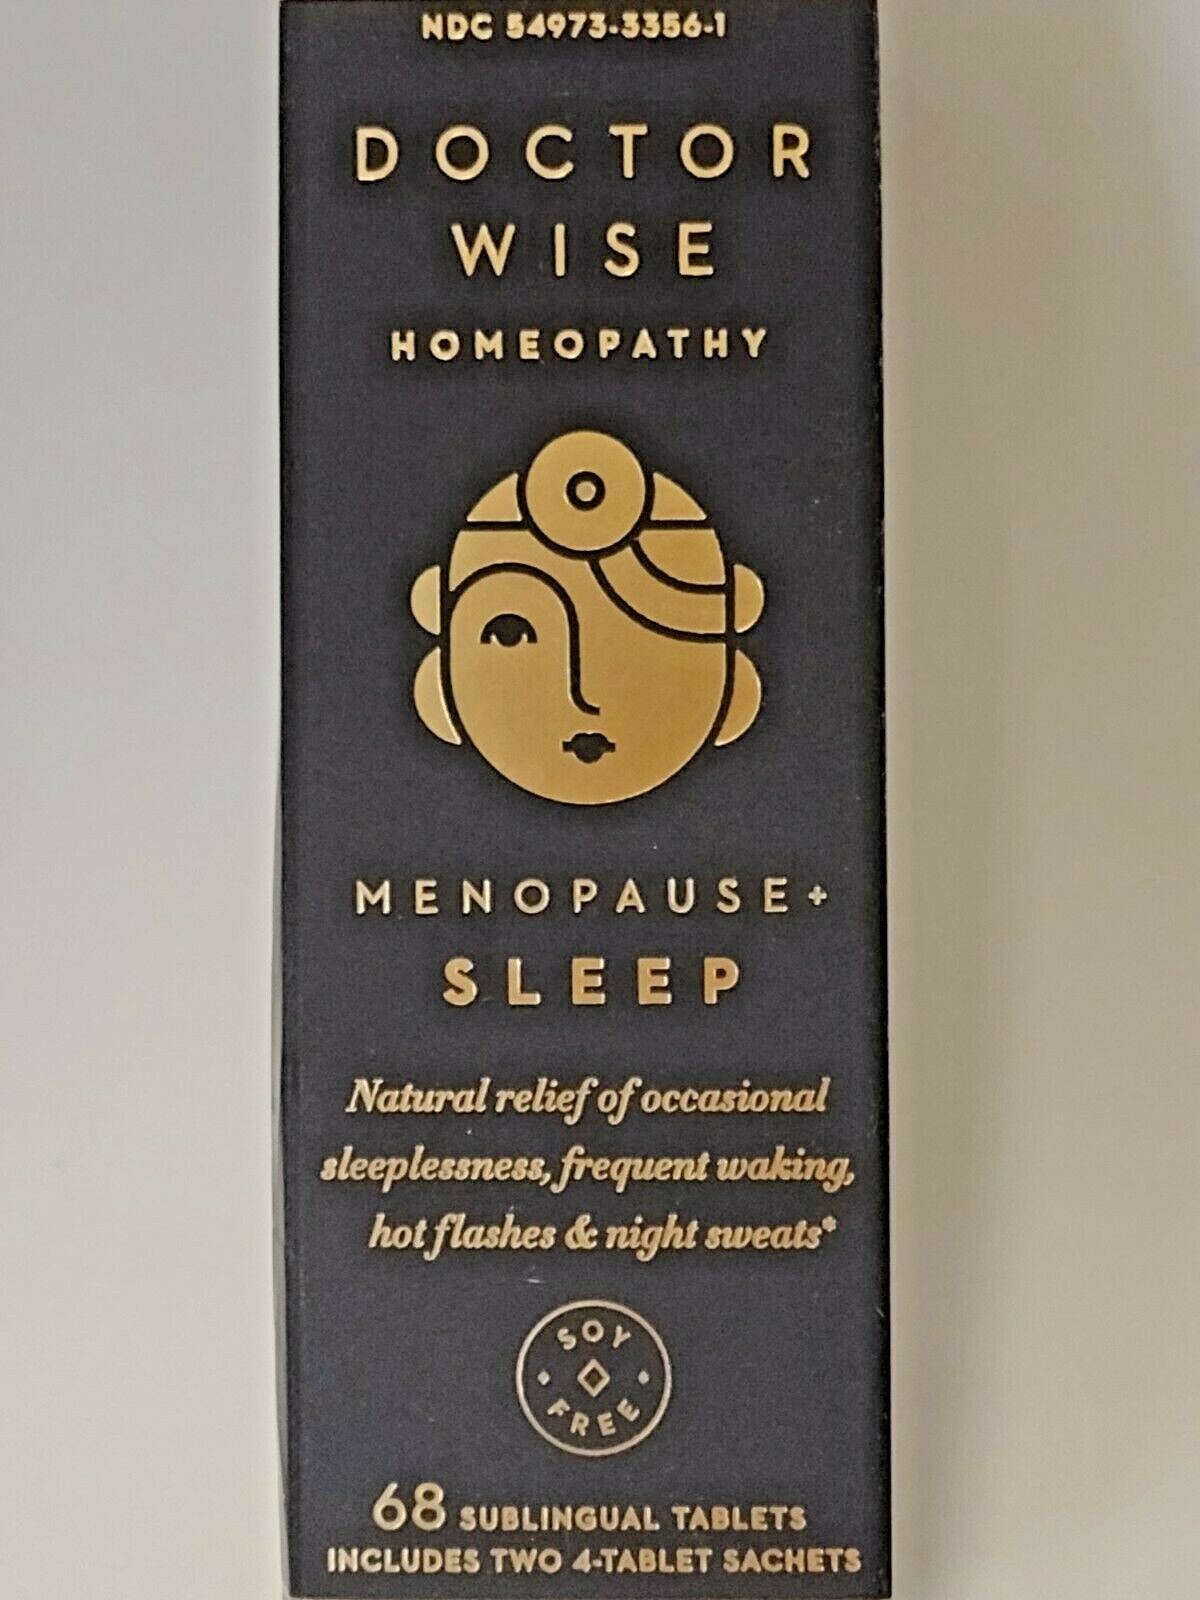 NDC 54973-3356-1
DOCTOR
WISE
HOMEOPATHY
MENOPAUSE+
SLEEP
Natural relief of occasional
sleeplessness, frequent waking,
hot flashes & night sweats*
SOY
FREE
68 SUBLINGUAL TABLETS
INCLUDES TWO 4-TABLET SACHETS